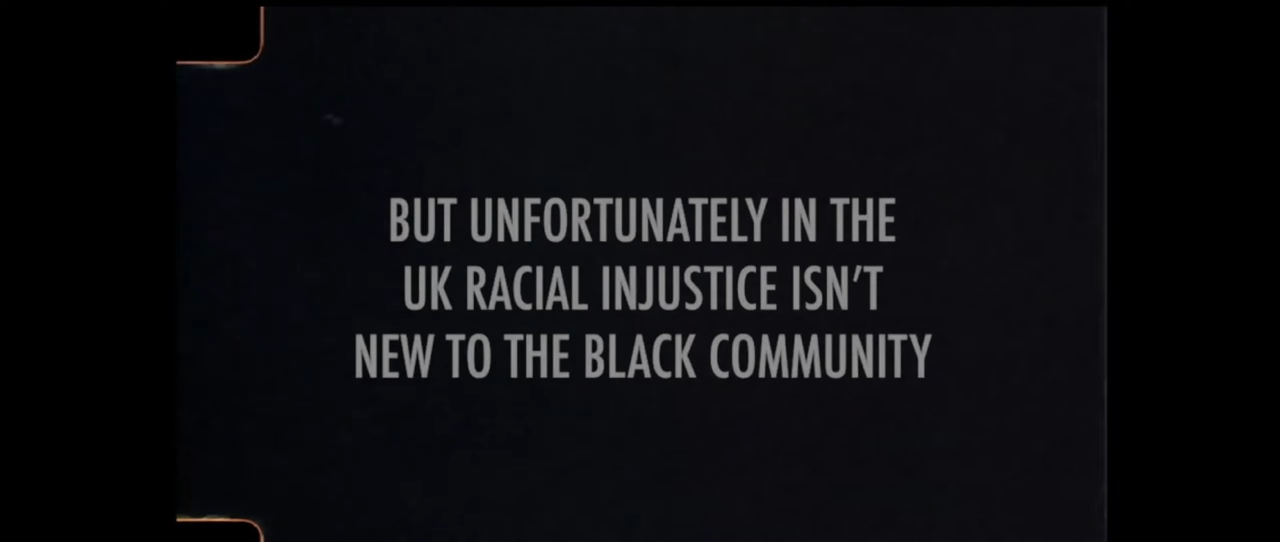 BUT UNFORTUNATELY IN THE
UK RACIAL INJUSTICE ISN'T
NEW TO THE BLACK COMMUNITY